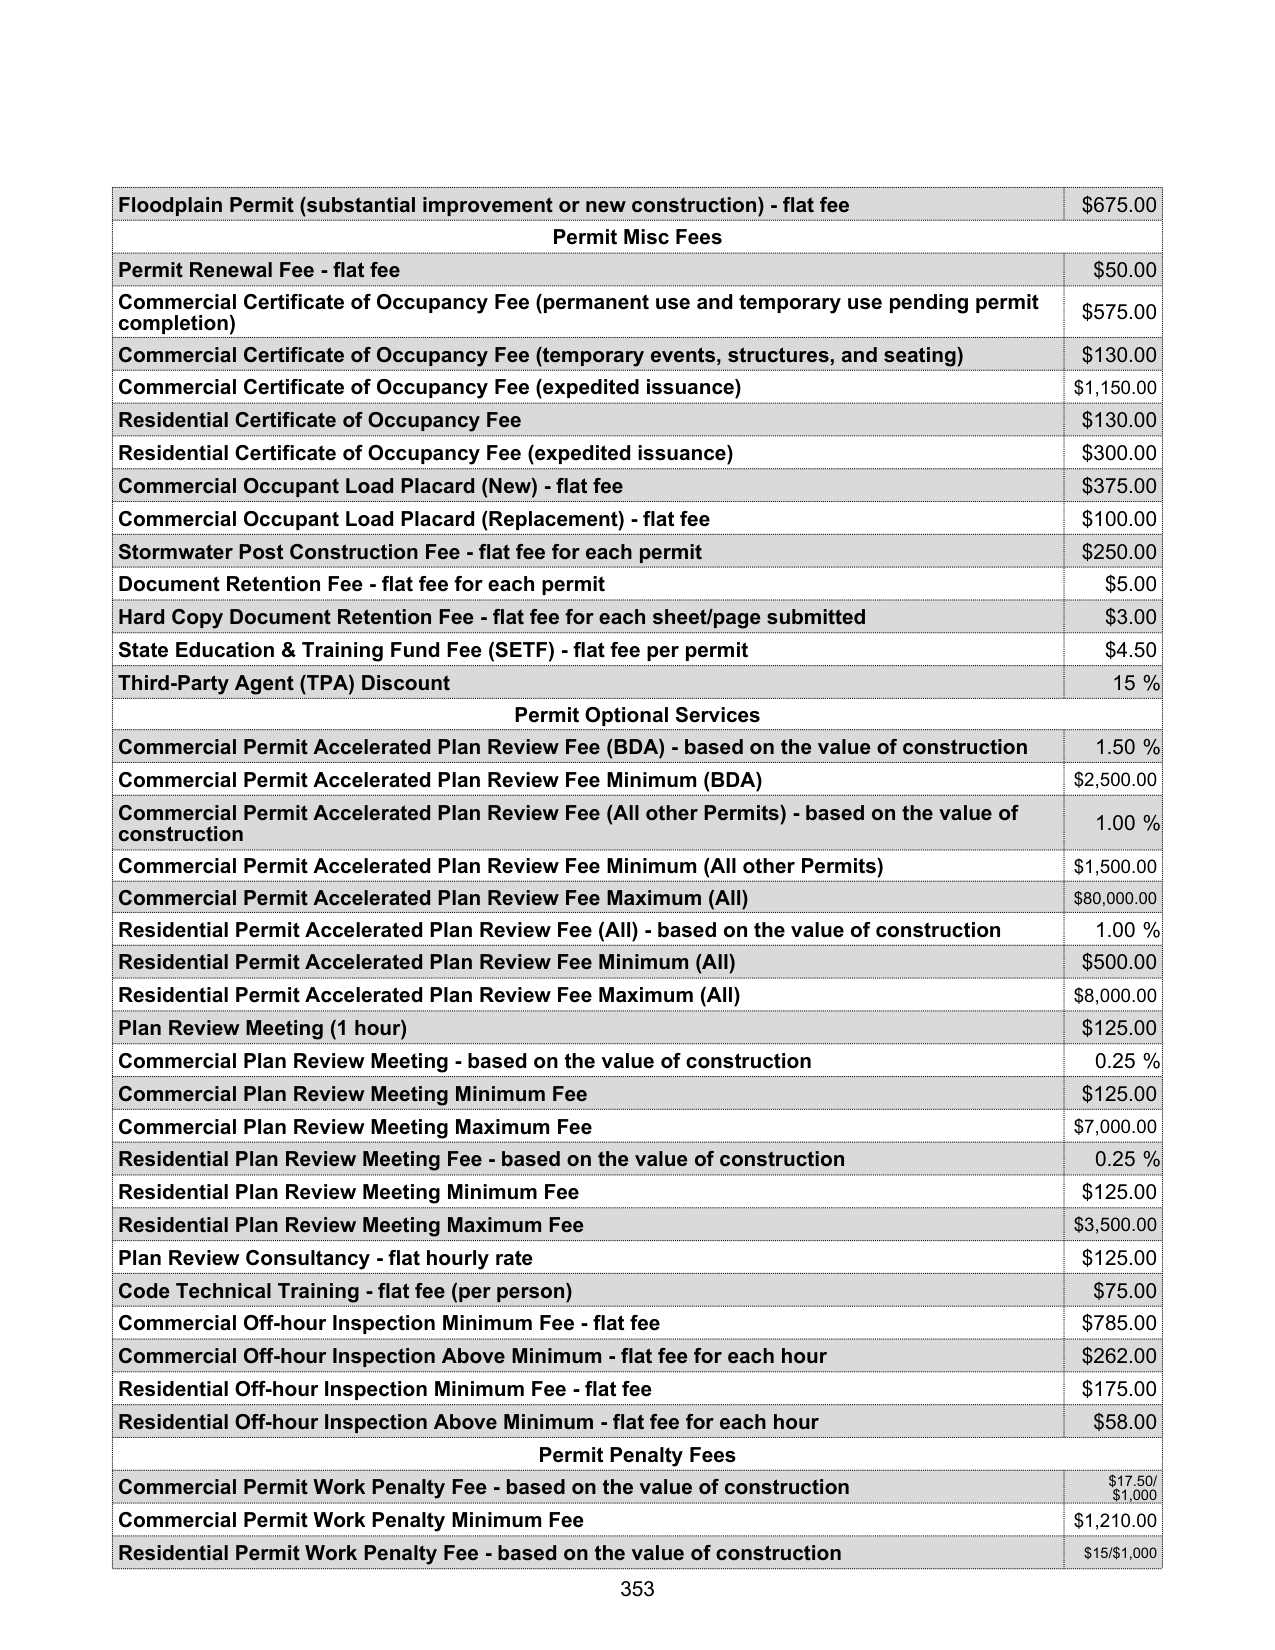 Floodplain Permit (substantial improvement or new construction) - flat fee $675.00
Permit Misc Fees
Permit Renewal Fee - flat fee $50.00
Commercial Certificate of Occupancy Fee (permanent use and temporary use pending permit
completion) $575.00
Commercial Certificate of Occupancy Fee (temporary events, structures, and seating) $130.00
Commercial Certificate of Occupancy Fee (expedited issuance) $1,150.00
Residential Certificate of Occupancy Fee $130.00
Residential Certificate of Occupancy Fee (expedited issuance) $300.00
Commercial Occupant Load Placard (New) - flat fee $375.00
Commercial Occupant Load Placard (Replacement) - flat fee $100.00
Stormwater Post Construction Fee - flat fee for each permit $250.00
Document Retention Fee - flat fee for each permit $5.00
Hard Copy Document Retention Fee - flat fee for each sheet/page submitted $3.00
State Education & Training Fund Fee (SETF) - flat fee per permit $4.50
Third-Party Agent (TPA) Discount 15 %
Permit Optional Services
Commercial Permit Accelerated Plan Review Fee (BDA) - based on the value of construction 1.50 %
Commercial Permit Accelerated Plan Review Fee Minimum (BDA) $2,500.00
Commercial Permit Accelerated Plan Review Fee (All other Permits) - based on the value of
construction 1.00 %
Commercial Permit Accelerated Plan Review Fee Minimum (All other Permits) $1,500.00
Commercial Permit Accelerated Plan Review Fee Maximum (All) $80,000.00
Residential Permit Accelerated Plan Review Fee (All) - based on the value of construction 1.00 %
Residential Permit Accelerated Plan Review Fee Minimum (All) $500.00
Residential Permit Accelerated Plan Review Fee Maximum (All) $8,000.00
Plan Review Meeting (1 hour) $125.00
Commercial Plan Review Meeting - based on the value of construction 0.25 %
Commercial Plan Review Meeting Minimum Fee $125.00
Commercial Plan Review Meeting Maximum Fee $7,000.00
Residential Plan Review Meeting Fee - based on the value of construction 0.25 %
Residential Plan Review Meeting Minimum Fee $125.00
Residential Plan Review Meeting Maximum Fee $3,500.00
Plan Review Consultancy - flat hourly rate $125.00
Code Technical Training - flat fee (per person) $75.00
Commercial Off-hour Inspection Minimum Fee - flat fee $785.00
Commercial Off-hour Inspection Above Minimum - flat fee for each hour $262.00
Residential Off-hour Inspection Minimum Fee - flat fee $175.00
Residential Off-hour Inspection Above Minimum - flat fee for each hour $58.00
Permit Penalty Fees
Commercial Permit Work Penalty Fee - based on the value of construction $17.50/
$1,000
Commercial Permit Work Penalty Minimum Fee $1,210.00
Residential Permit Work Penalty Fee - based on the value of construction $15/$1,000
353